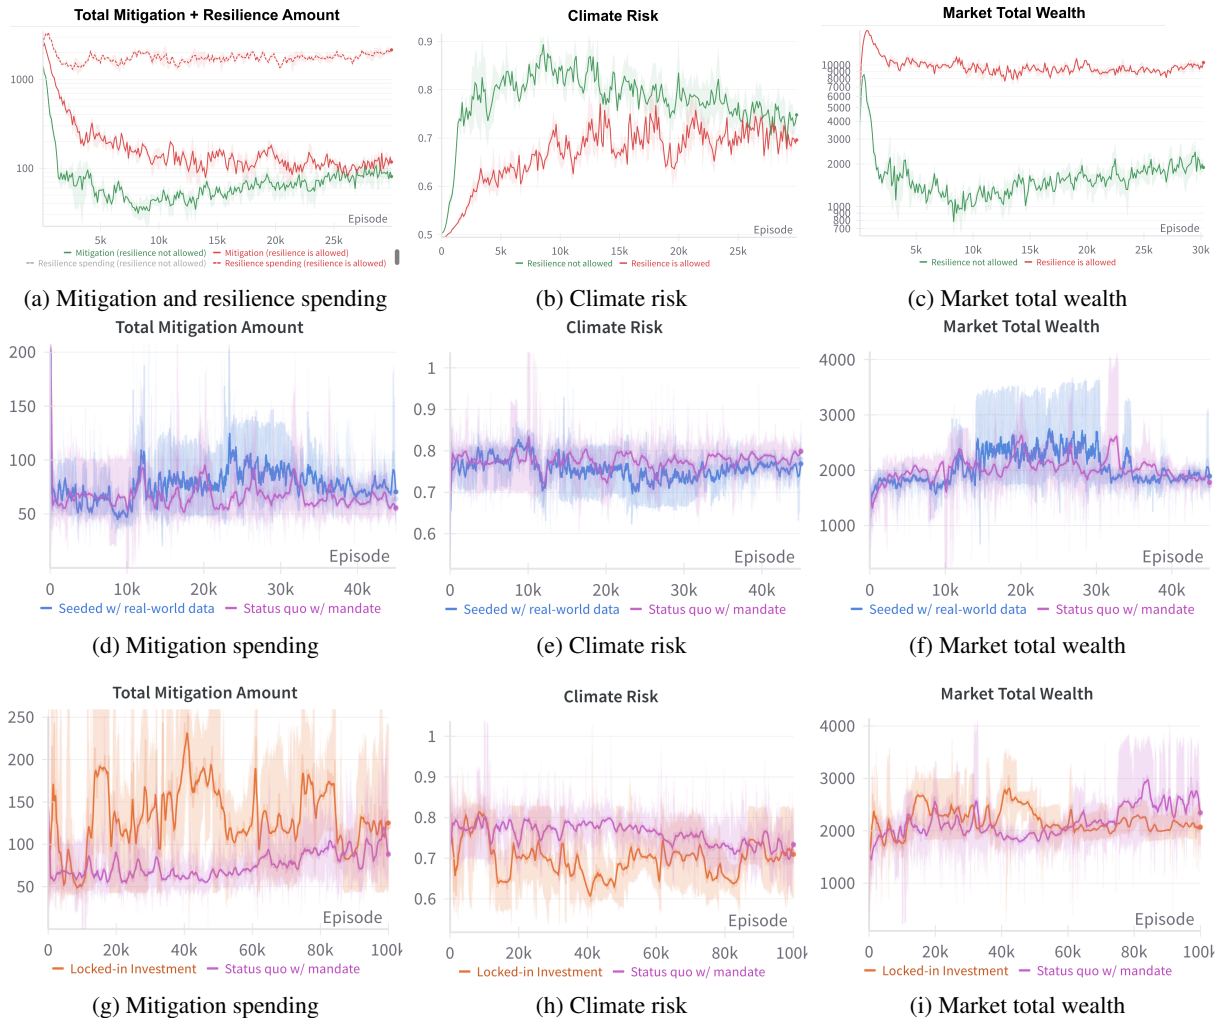 Total Mitigation + Resilience Amount
1000
100
Episode
5k 10k 15k 20k 25k
Mitigation (resilience not allowed) Mitigation (resilience is allowed)
Resilience spending (resilience not allowed) Resilience spending (resilience is allowed)
(a) Mitigation and resilience spending
Climate Risk
0.9
0.8
0.7
0.6
0.5
Episode
0 5k 10k 15k 20k 25k
Resilience not allowed Resilience is allowed
(b) Climate risk
Market Total Wealth
10000
9000
8000
7000
6000
5000
4000
3000
2000
1000
900
800
700
Episode
5k 10k 15k 20k 25k 30k
Resilience not allowed Resilience is allowed
(c) Market total wealth
Total Mitigation Amount
200
150
100
50
Episode
0 10k 20k 30k 40k
Seeded w/ real-world data Status quo w/ mandate
(d) Mitigation spending
Climate Risk
1
0.9
0.8
0.7
0.6
Episode
0 10k 20k 30k 40k
Seeded w/ real-world data Status quo w/ mandate
(e) Climate risk
Market Total Wealth
4000
3000
2000
1000
Episode
0 10k 20k 30k 40k
Seeded w/ real-world data Status quo w/ mandate
(f) Market total wealth
Total Mitigation Amount
250
200
150
100
50
Episode
0 20k 40k 60k 80k 100k
Locked-in Investment Status quo w/ mandate
(g) Mitigation spending
Climate Risk
1
0.9
0.8
0.7
0.6
Episode
0 20k 40k 60k 80k 100k
Locked-in Investment Status quo w/ mandate
(h) Climate risk
Market Total Wealth
4000
3000
2000
1000
Episode
0 20k 40k 60k 80k 100k
Locked-in Investment Status quo w/ mandate
(i) Market total wealth